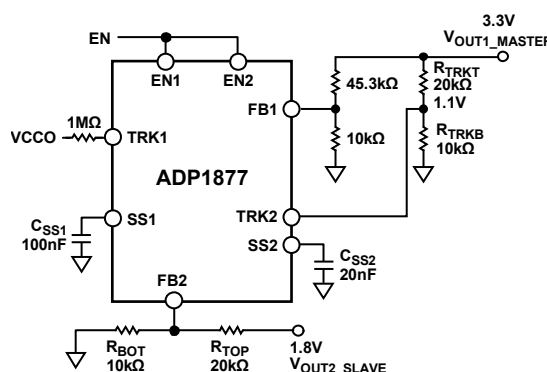 EN
EN1
EN2
3.3V
VOUT1_MASTER
45.3kΩ
RTRKT
20kΩ
1.1V
FB1
10kΩ
RTRKB
10kΩ
VCCO
1MΩ
TRK1
ADP1877
TRK2
CSS1
100nF
SS1
SS2
CSS2
20nF
FB2
RBOT
10kΩ
RTOP
20kΩ
1.8V
VOUT2_SLAVE